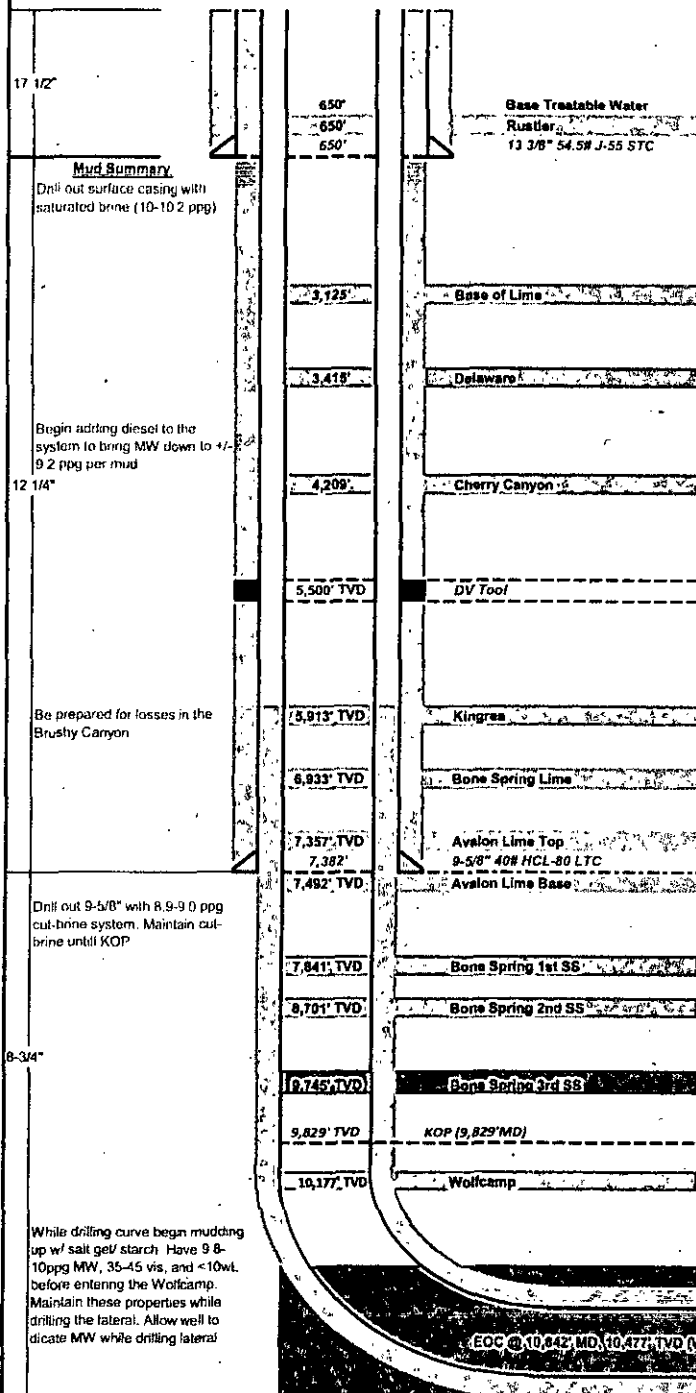 17 1/2"
650' Base Treatable Water
650' Rustler
650' 13 3/8" 54.5# J-55 STC
Mud Summary
Drill out surface casing with
saturated brine (10-10 2 ppg)
3,125' Base of Lime
3,415' Delaware
Begin adding diesel to the
system to bring MW down to +/-
9 2 ppg per mud
4,209' Cherry Canyon
12 1/4"
5,500' TVD DV Tool
Be prepared for losses in the
Brushy Canyon
5,913' TVD Kingrea
6,933' TVD Bone Spring Lime
7,357' TVD Avalon Lime Top
7,382' 9-5/8" 40# HCL-80 LTC
7,492' TVD Avalon Lime Base
Drill out 9-5/8" with 8.9-9 0 ppg
cut-brine system. Maintain cut-
brine untill KOP
7,841' TVD Bone Spring 1st SS
8,701' TVD Bone Spring 2nd SS
8-3/4"
9,745' TVD Bone Spring 3rd SS
9,829' TVD KOP (9,829'MD)
10,177' TVD Wolfcamp
While drilling curve begin mudding
up w/ salt gel/ starch Have 9 8-
10ppg MW, 35-45 vis, and <10wl.
before entering the Wolfcamp.
Maintain these properties while
drilling the lateral. Allow well to
dicate MW while drilling lateral
EOC @ 10,642' MD, 10,477' TVD (V